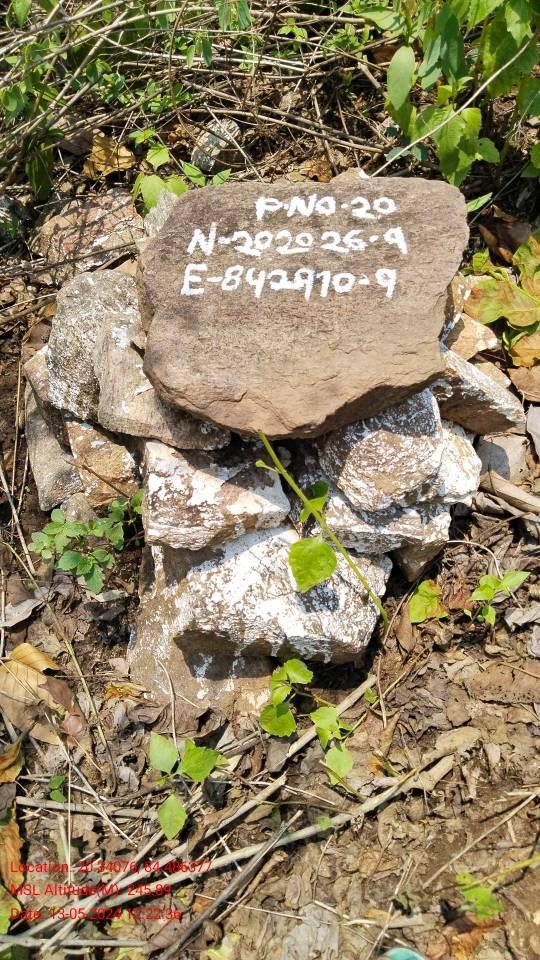 P.NO.20
N-202026.9
E-842910.9
Location: 20.34076, 84.486377
MSL Altitude(M): 245.89
Date: 13-05-2024 12:22:36